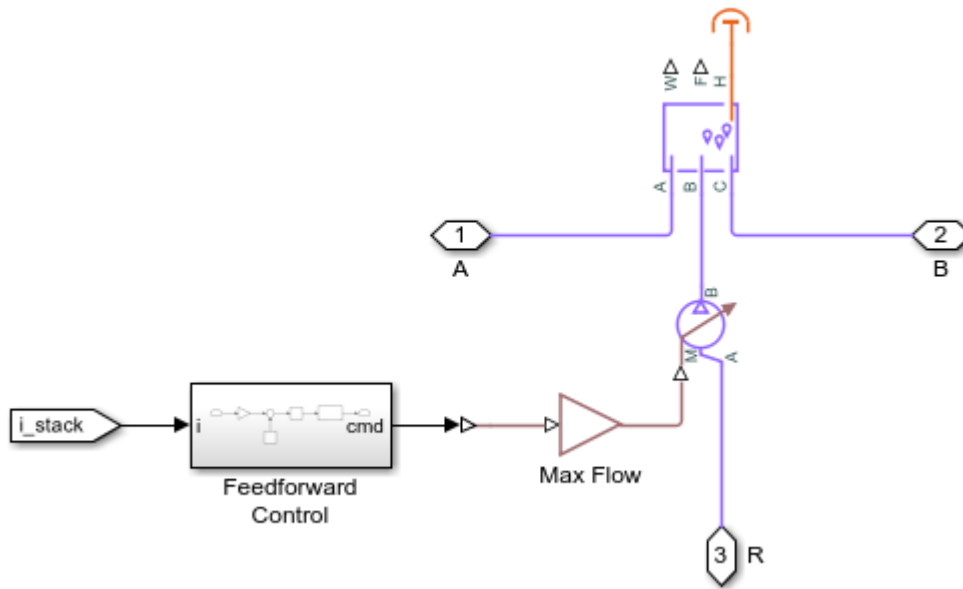 W F H
A B C
1
2
A
B
B
M A
i_stack
i cmd
Max Flow
Feedforward
Control
3 R